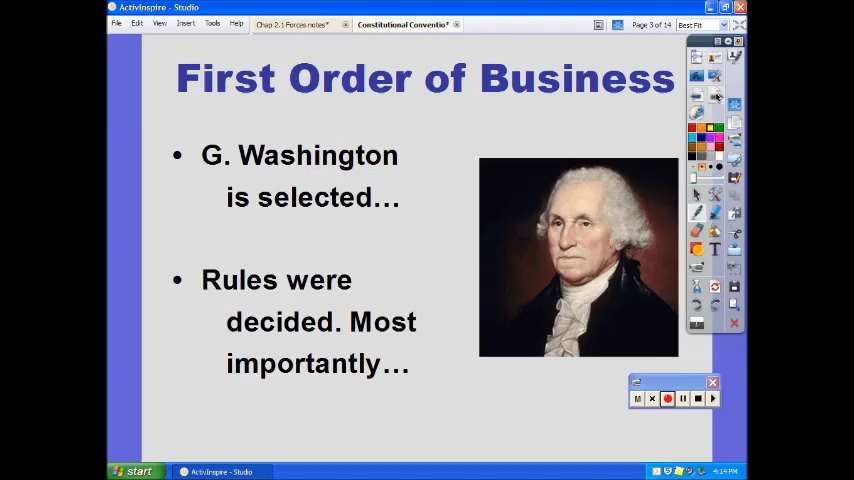 ActivInspire - Studio
File Edit View Insert Tools Help
Chap 2.1 Forces notes*
Constitutional Conventio*
Page 3 of 14
Best Fit
First Order of Business
• G. Washington
is selected…
• Rules were
decided. Most
importantly…
T
M
start
ActivInspire - Studio
4:14 PM